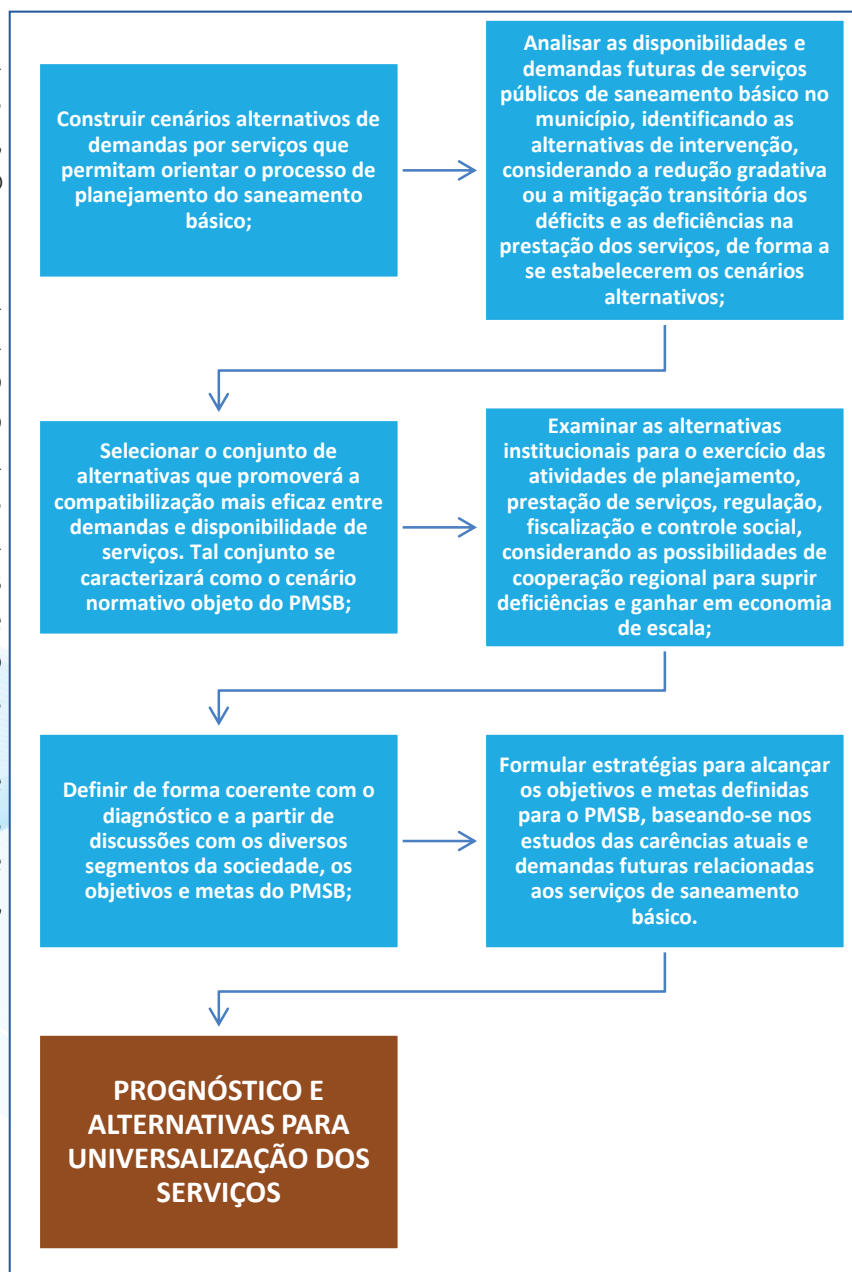 Construir cenários alternativos de
demandas por serviços que
permitam orientar o processo de
planejamento do saneamento
básico;
Analisar as disponibilidades e
demandas futuras de serviços
públicos de saneamento básico no
município, identificando as
alternativas de intervenção,
considerando a redução gradativa
ou a mitigação transitória dos
déficits e as deficiências na
prestação dos serviços, de forma a
se estabelecerem os cenários
alternativos;
Selecionar o conjunto de
alternativas que promoverá a
compatibilização mais eficaz entre
demandas e disponibilidade de
serviços. Tal conjunto se
caracterizará como o cenário
normativo objeto do PMSB;
Examinar as alternativas
institucionais para o exercício das
atividades de planejamento,
prestação de serviços, regulação,
fiscalização e controle social,
considerando as possibilidades de
cooperação regional para suprir
deficiências e ganhar em economia
de escala;
Definir de forma coerente com o
diagnóstico e a partir de
discussões com os diversos
segmentos da sociedade, os
objetivos e metas do PMSB;
Formular estratégias para alcançar
os objetivos e metas definidas
para o PMSB, baseando-se nos
estudos das carências atuais e
demandas futuras relacionadas
aos serviços de saneamento
básico.
PROGNÓSTICO E
ALTERNATIVAS PARA
UNIVERSALIZAÇÃO DOS
SERVIÇOS